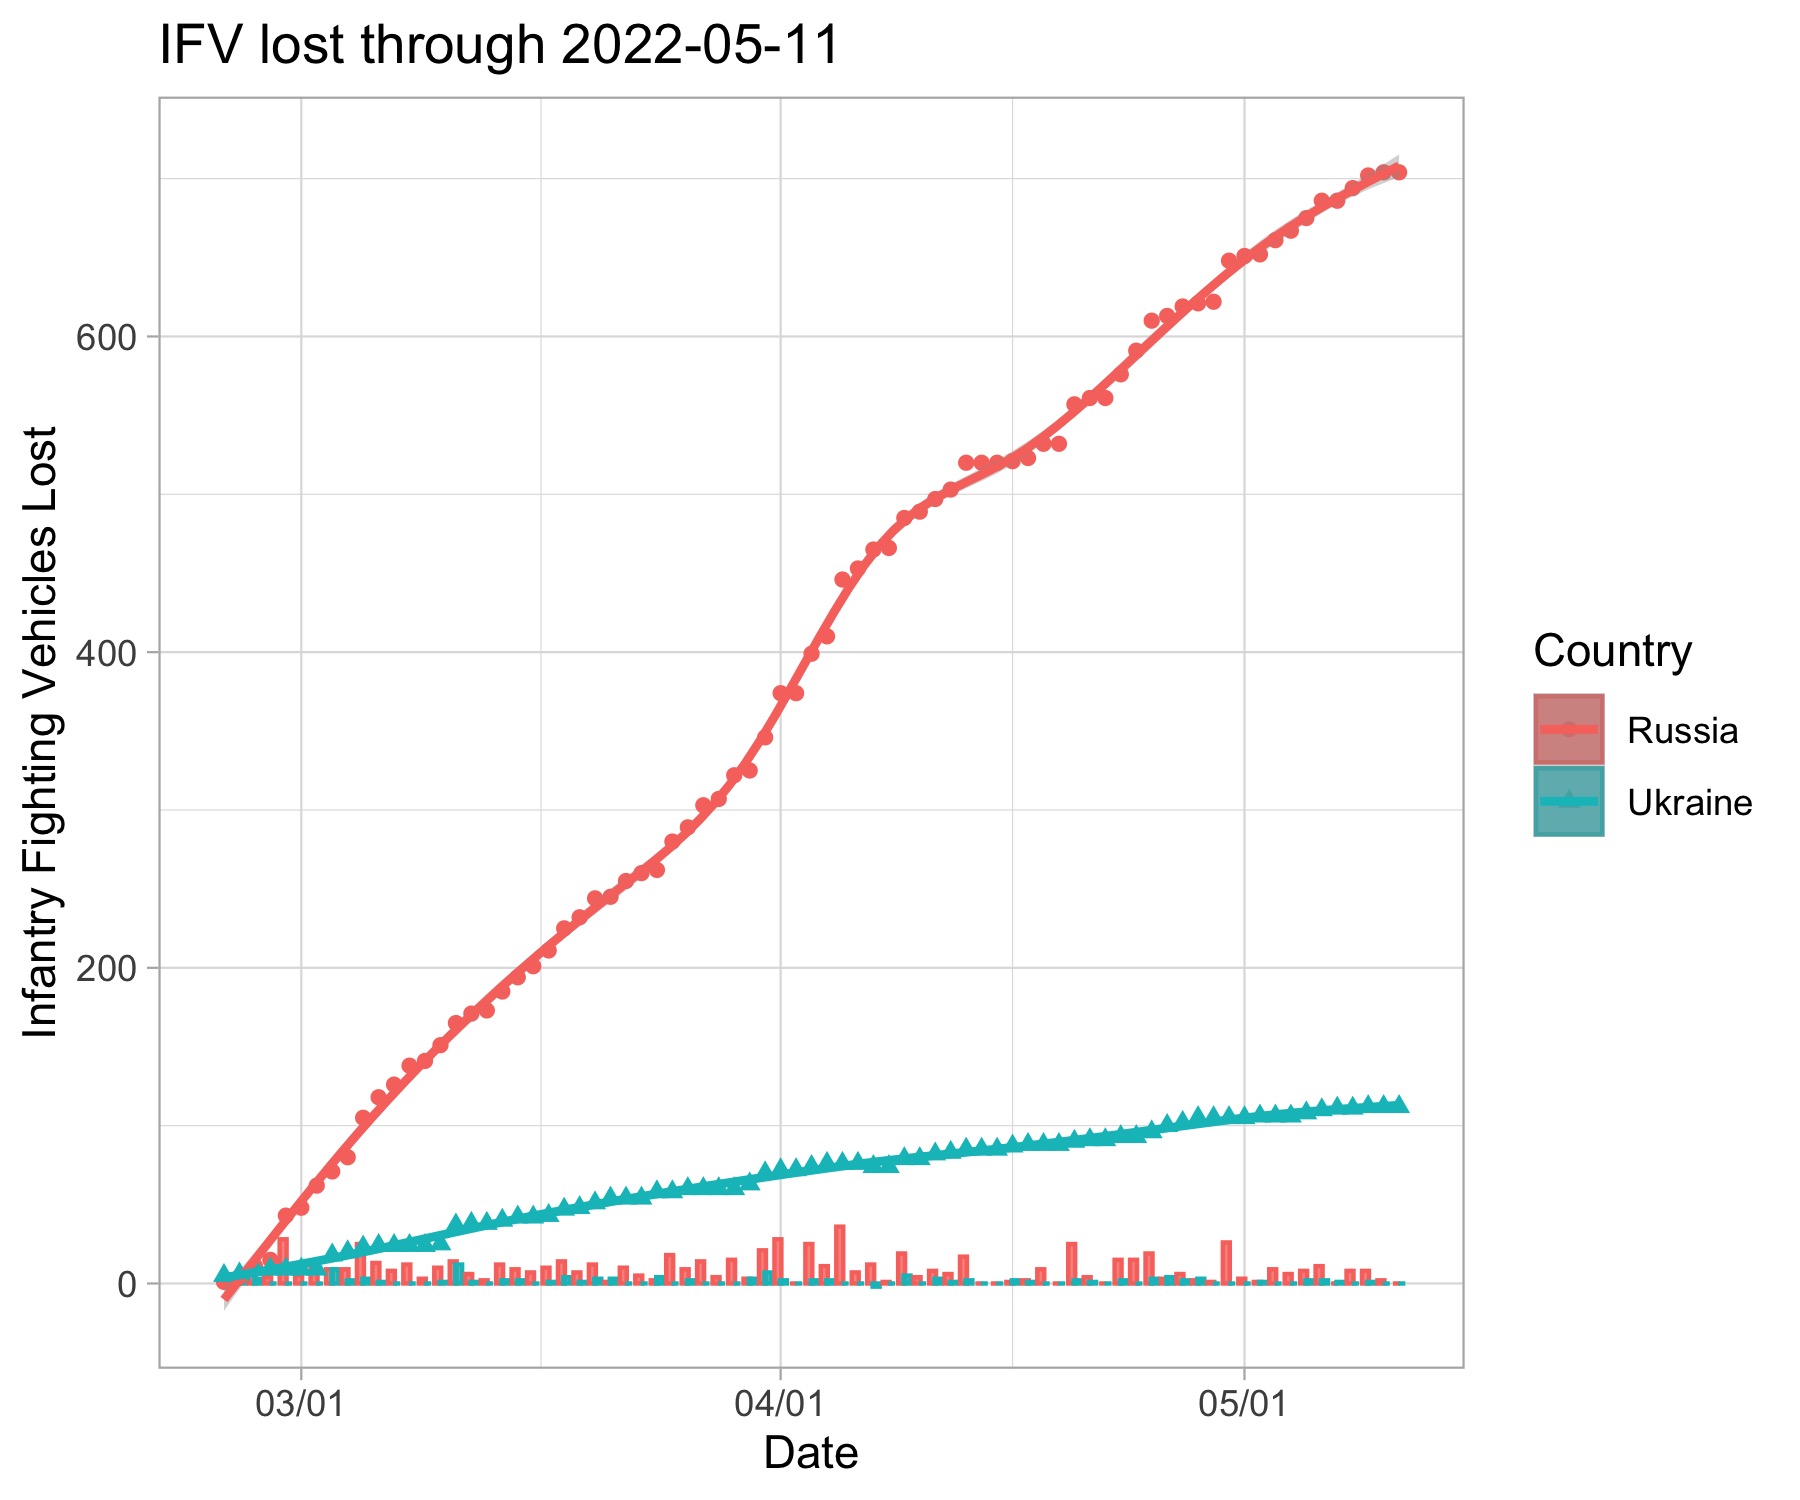 IFV lost through 2022-05-11
Infantry Fighting Vehicles Lost
600
400
200
0
03/01
04/01
05/01
Date
Country
Russia
Ukraine